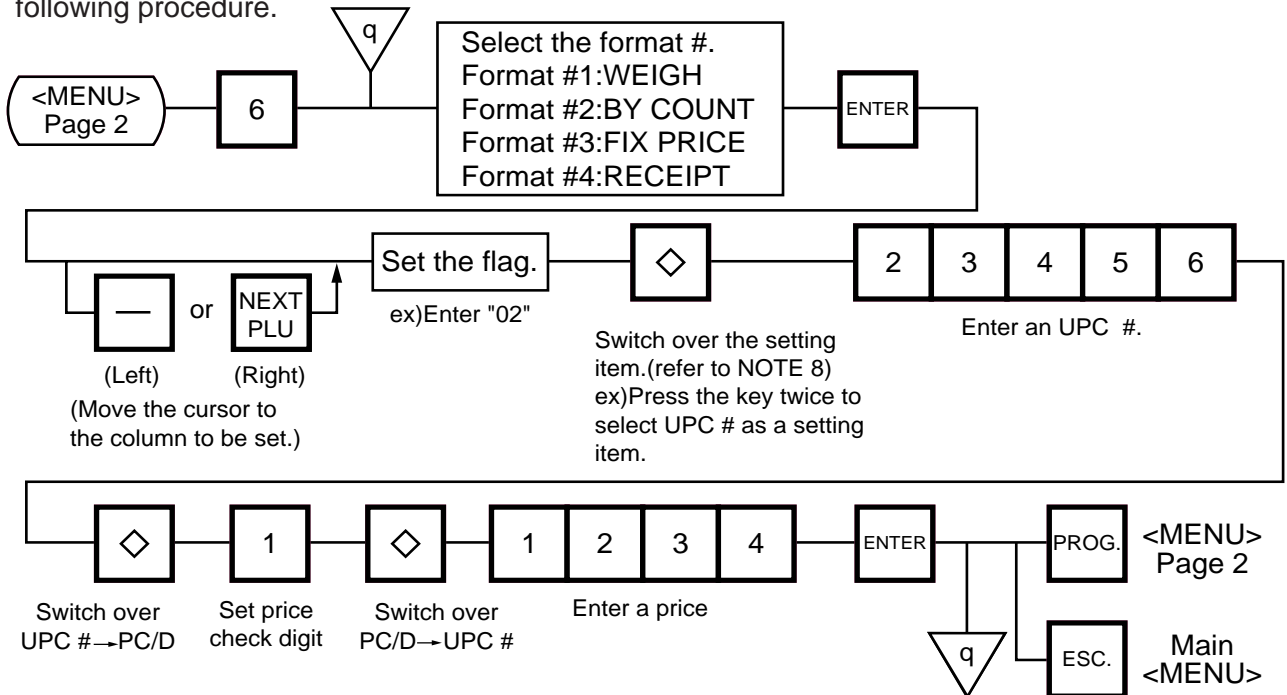 following procedure.
q
<MENU>
Page 2
6
Select the format #.
Format #1:WEIGH
Format #2:BY COUNT
Format #3:FIX PRICE
Format #4:RECEIPT
ENTER
—
(Left)
or
NEXT
PLU
(Right)
(Move the cursor to
the column to be set.)
Set the flag.
ex)Enter "02"
◇
Switch over the setting
item.(refer to NOTE 8)
ex)Press the key twice to
select UPC # as a setting
item.
2 3 4 5 6
Enter an UPC #.
◇
Switch over
UPC #→PC/D
1
Set price
check digit
◇
Switch over
PC/D→UPC #
1 2 3 4
Enter a price
ENTER
q
PROG.
<MENU>
Page 2
ESC.
Main
<MENU>